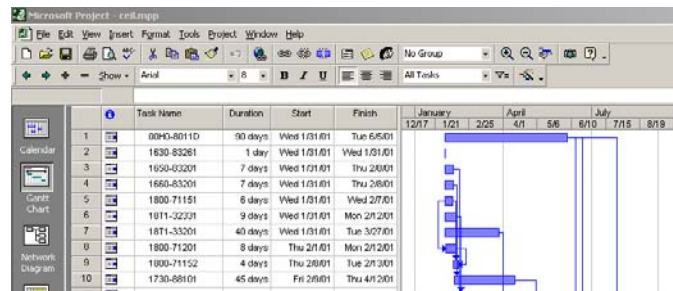 Microsoft Project - ceil.mpp
File Edit View Insert Format Tools Project Window Help
No Group
Show Arial 8 B I U All Tasks
Task Name Duration Start Finish January April July
12/17 1/21 2/25 4/1 5/6 6/10 7/15 8/19
1 00H0-8011D 90 days Wed 1/31/01 Tue 6/5/01
2 1630-83261 1 day Wed 1/31/01 Wed 1/31/01
3 1650-83201 7 days Wed 1/31/01 Thu 2/8/01
4 1660-83201 7 days Wed 1/31/01 Thu 2/8/01
5 1800-71151 6 days Wed 1/31/01 Wed 2/7/01
6 18T1-32331 9 days Wed 1/31/01 Mon 2/12/01
7 18T1-33201 40 days Wed 1/31/01 Tue 3/27/01
8 1800-71201 8 days Thu 2/1/01 Mon 2/12/01
9 1800-71152 4 days Thu 2/8/01 Tue 2/13/01
10 1730-88101 45 days Fri 2/9/01 Thu 4/12/01
Calendar
Gantt
Chart
Network
Diagram